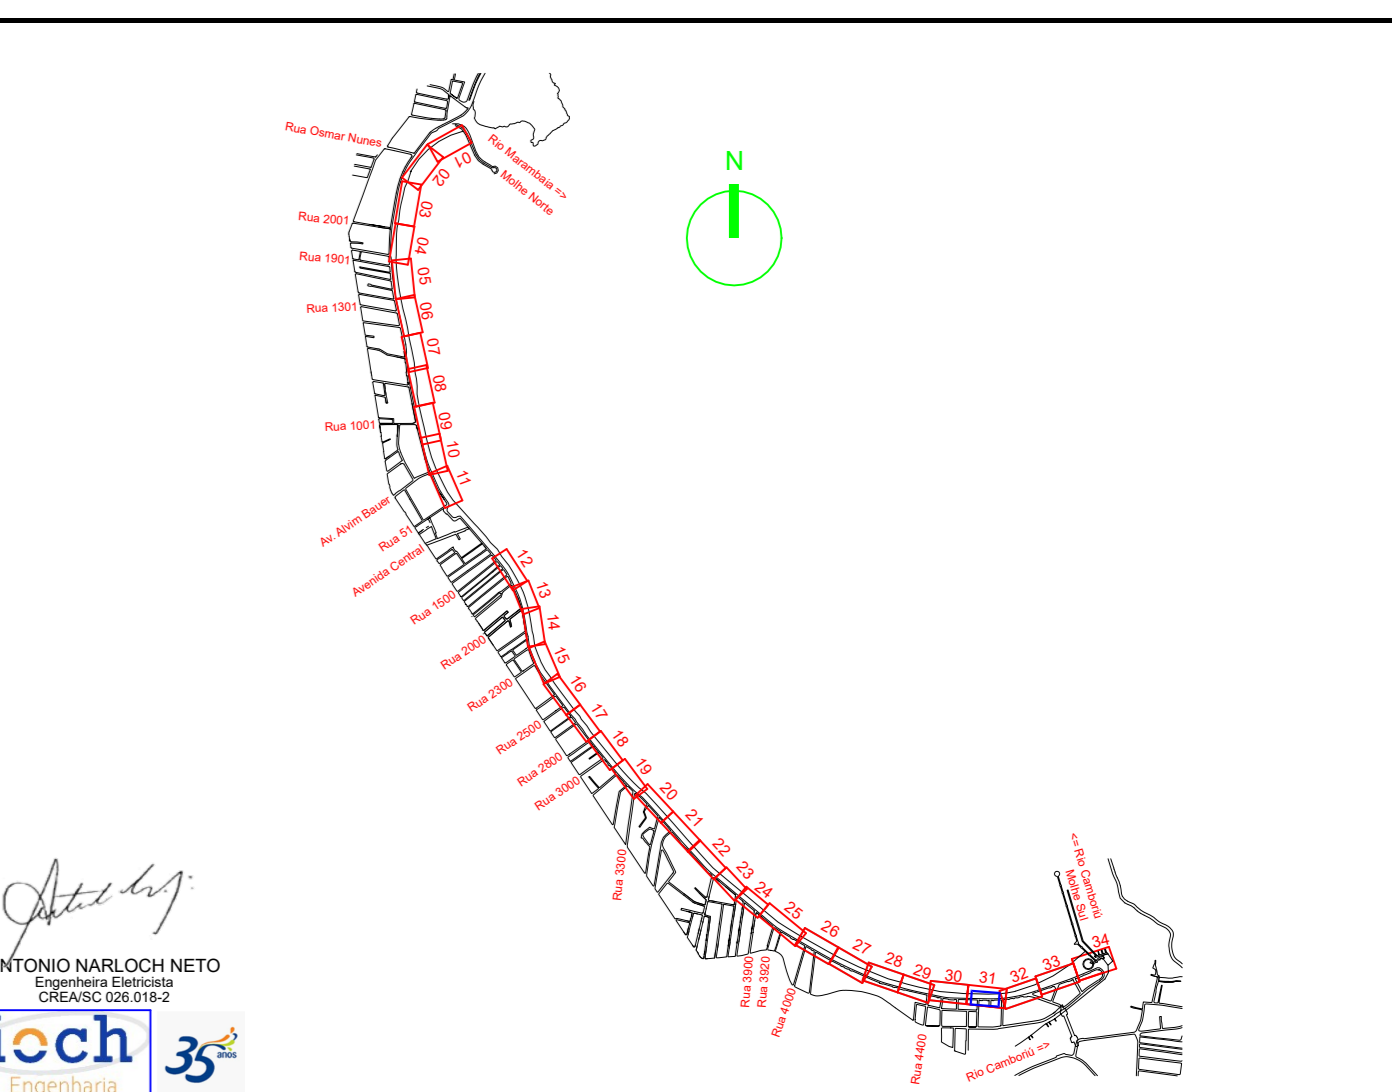 N
Rua Osmar Nunes
Rio Marambaia =>
Molhe Norte
01
02
03
Rua 2001
04
Rua 1901
05
Rua 1301
06
07
08
09
Rua 1001
10
11
Av. Alvim Bauer
Rua 51
Avenida Central
12
Rua 1500
13
14
Rua 2000
15
Rua 2300
16
17
Rua 2500
18
Rua 2800
19
Rua 3000
20
21
Rua 3300
22
23
24
25
26
27
28
29
30
31
32
33
34
<= Rio Camboriú
Molhe Sul
Rua 3900
Rua 3920
Rua 4000
Rua 4400
Rio Camboriú =>
NTONIO NARLOCH NETO
Engenheira Eletricista
CREA/SC 026.018-2
ioch
Engenharia
35
anos